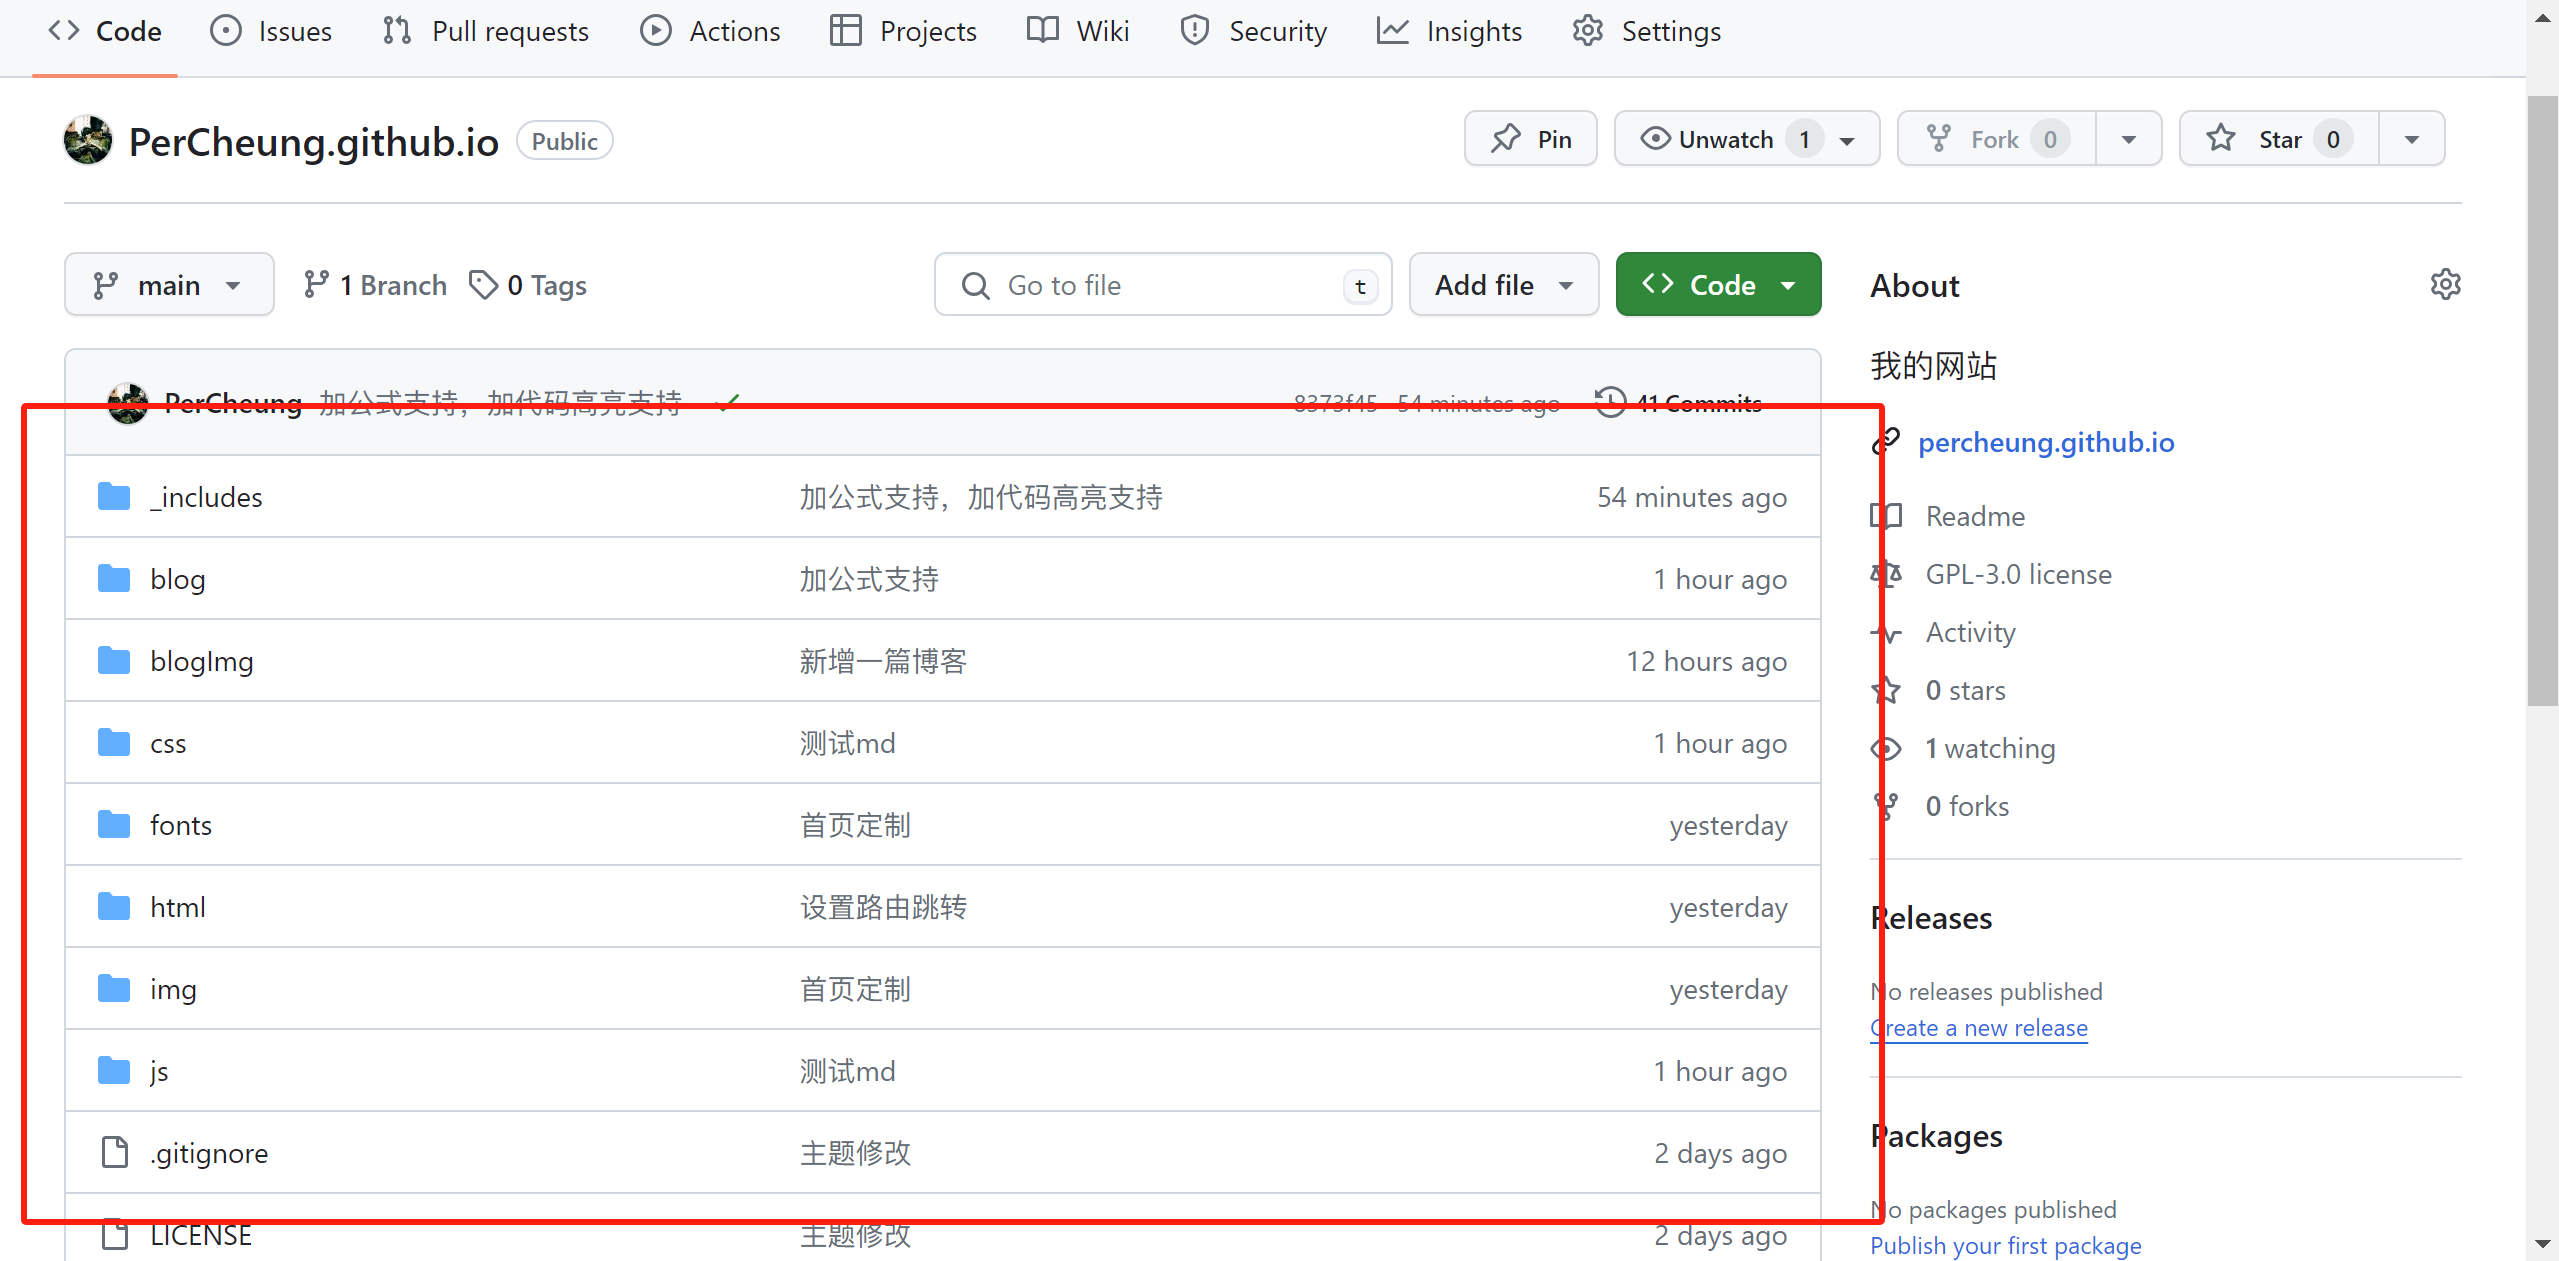 Code Issues Pull requests Actions Projects Wiki Security Insights Settings
PerCheung.github.io Public Pin Unwatch 1 Fork 0 Star 0
main 1 Branch 0 Tags Go to file t Add file Code
PerCheung 加公式支持，加代码高亮支持 8373f45 · 54 minutes ago 41 Commits
_includes 加公式支持，加代码高亮支持 54 minutes ago
blog 加公式支持 1 hour ago
blogImg 新增一篇博客 12 hours ago
css 测试md 1 hour ago
fonts 首页定制 yesterday
html 设置路由跳转 yesterday
img 首页定制 yesterday
js 测试md 1 hour ago
.gitignore 主题修改 2 days ago
LICENSE 主题修改 2 days ago
About
我的网站
percheung.github.io
Readme
GPL-3.0 license
Activity
0 stars
1 watching
0 forks
Releases
No releases published
Create a new release
Packages
No packages published
Publish your first package